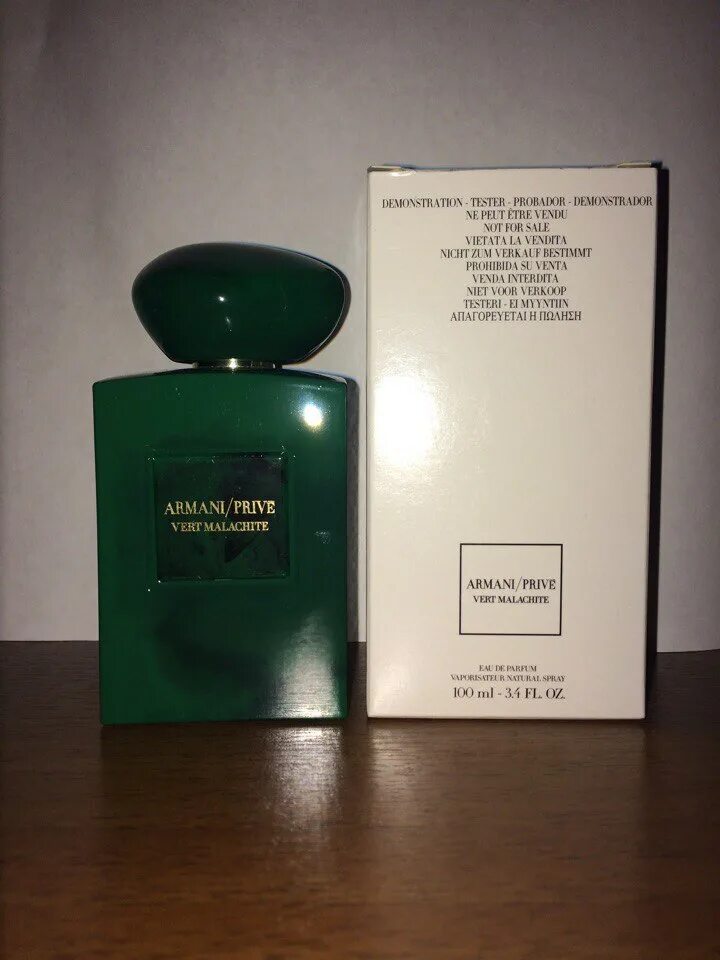 ARMANI/PRIVĒ
VERT MALACHITE
DEMONSTRATION - TESTER - PROBADOR - DEMONSTRADOR
NE PEUT ÊTRE VENDU
NOT FOR SALE
VIETATA LA VENDITA
NICHT ZUM VERKAUF BESTIMMT
PROHIBIDA SU VENTA
VENDA INTERDITA
NIET VOOR VERKOOP
TESTERI - EI MYYNTIIN
ΑΠΑΓΟΡΕΥΕΤΑΙ Η ΠΩΛΗΣΗ
ARMANI/PRIVĒ
VERT MALACHITE
EAU DE PARFUM
VAPORISATEUR NATURAL SPRAY
100 ml - 3.4 FL. OZ.